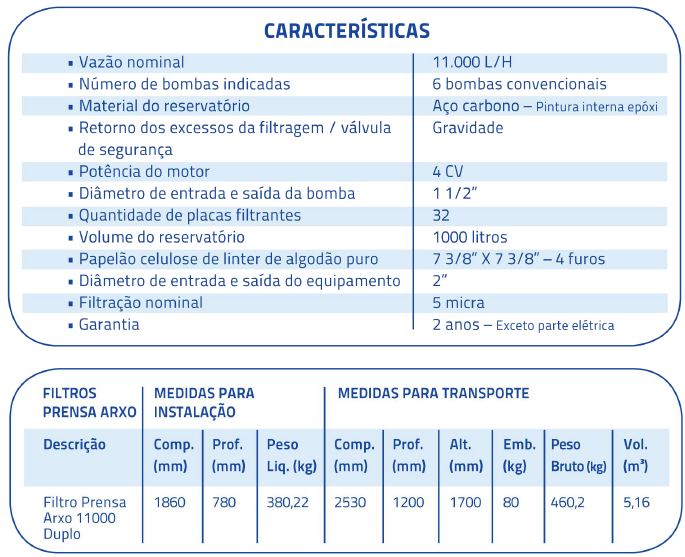 CARACTERÍSTICAS
▪ Vazão nominal 11.000 L/H
▪ Número de bombas indicadas 6 bombas convencionais
▪ Material do reservatório Aço carbono – Pintura interna epóxi
▪ Retorno dos excessos da filtragem / válvula Gravidade
de segurança
▪ Potência do motor 4 CV
▪ Diâmetro de entrada e saída da bomba 1 1/2”
▪ Quantidade de placas filtrantes 32
▪ Volume do reservatório 1000 litros
▪ Papelão celulose de linter de algodão puro 7 3/8” X 7 3/8” – 4 furos
▪ Diâmetro de entrada e saída do equipamento 2”
▪ Filtração nominal 5 micra
▪ Garantia 2 anos – Exceto parte elétrica
FILTROS MEDIDAS PARA MEDIDAS PARA TRANSPORTE
PRENSA ARXO INSTALAÇÃO
Descrição Comp. Prof. Peso Comp. Prof. Alt. Emb. Peso Vol.
(mm) (mm) Liq. (kg) (mm) (mm) (mm) (kg) Bruto (kg) (m³)
Filtro Prensa 1860 780 380,22 2530 1200 1700 80 460,2 5,16
Arxo 11000
Duplo